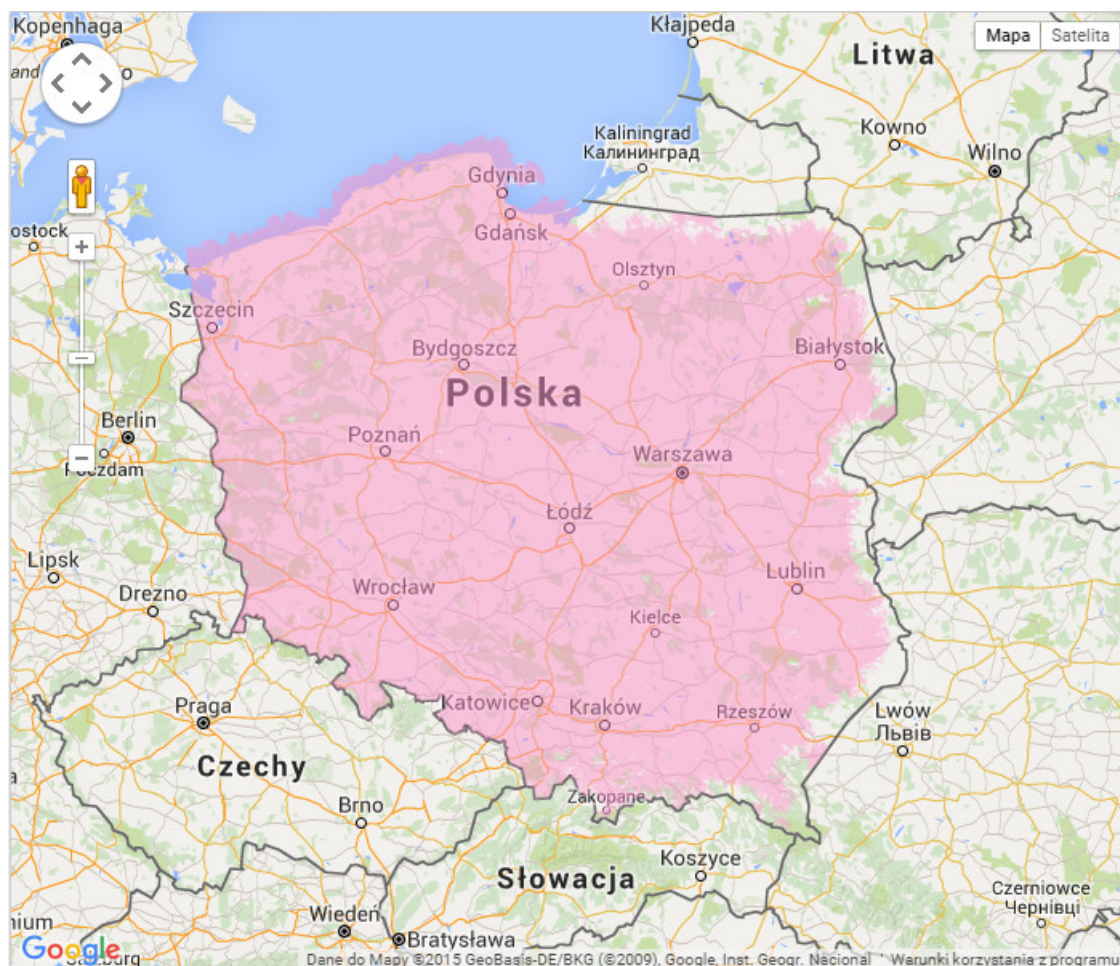 Kopenhaga
Kłajpeda
Mapa
Satelita
Litwa
and
Kaliningrad
Калининград
Kowno
Wilno
Gdynia
Gdańsk
ostock
Olsztyn
Szczecin
Bydgoszcz
Białystok
Polska
Berlin
Poznań
Warszawa
Poczdam
Łódź
Lipsk
Drezno
Wrocław
Lublin
Kielce
Praga
Katowice
Kraków
Rzeszów
Lwów
Львів
Czechy
Zakopane
Brno
Koszyce
Słowacja
Czerniowce
Чернівці
nium
Wiedeń
Bratysława
Google
Dane do Mapy ©2015 GeoBasis-DE/BKG (©2009), Google, Inst. Geogr. Nacional
Warunki korzystania z programu